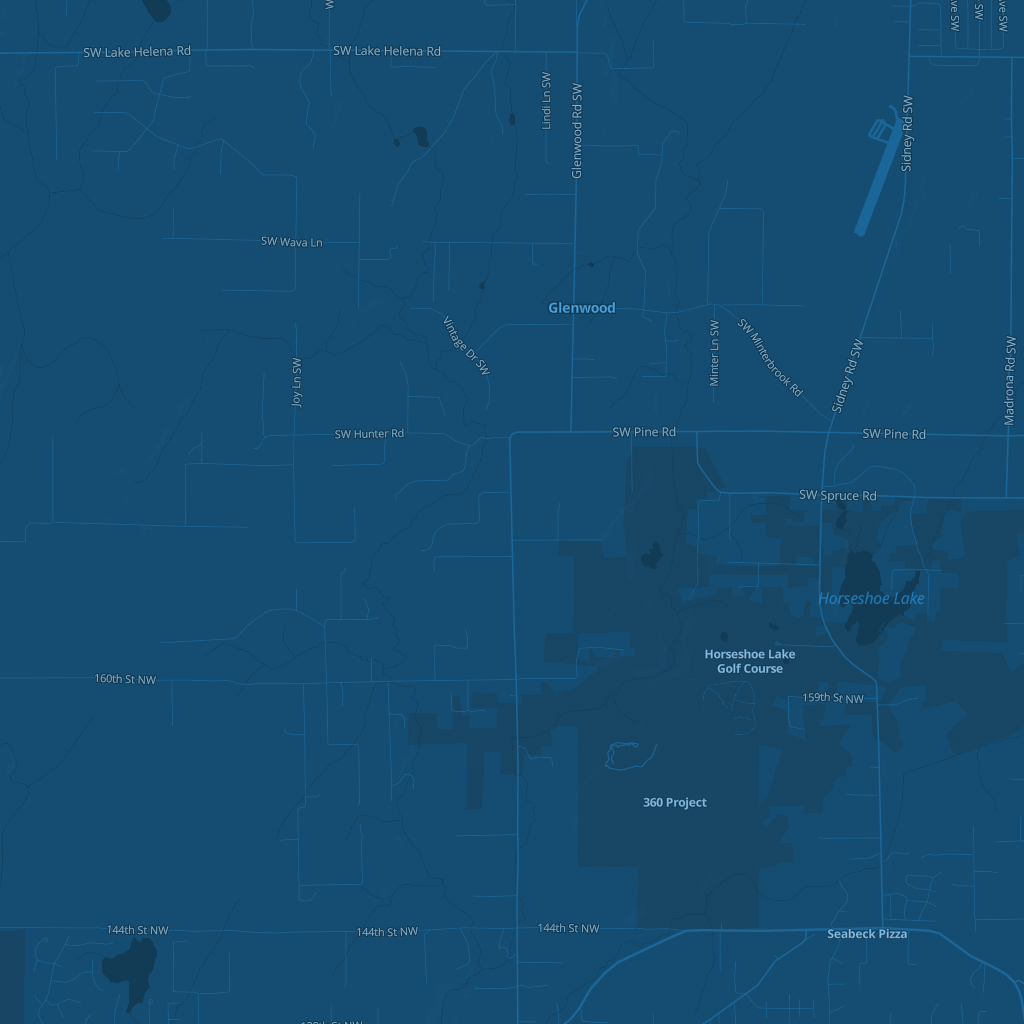 SW Lake Helena Rd
SW Lake Helena Rd
Lindi Ln SW
Glenwood Rd SW
Sidney Rd SW
SW Wava Ln
Glenwood
Vintage Dr SW
Joy Ln SW
Minter Ln SW
SW Minterbrook Rd
Sidney Rd SW
Madrona Rd SW
SW Hunter Rd
SW Pine Rd
SW Pine Rd
SW Spruce Rd
Horseshoe Lake
Horseshoe Lake
Golf Course
160th St NW
159th St NW
360 Project
144th St NW
144th St NW
144th St NW
Seabeck Pizza